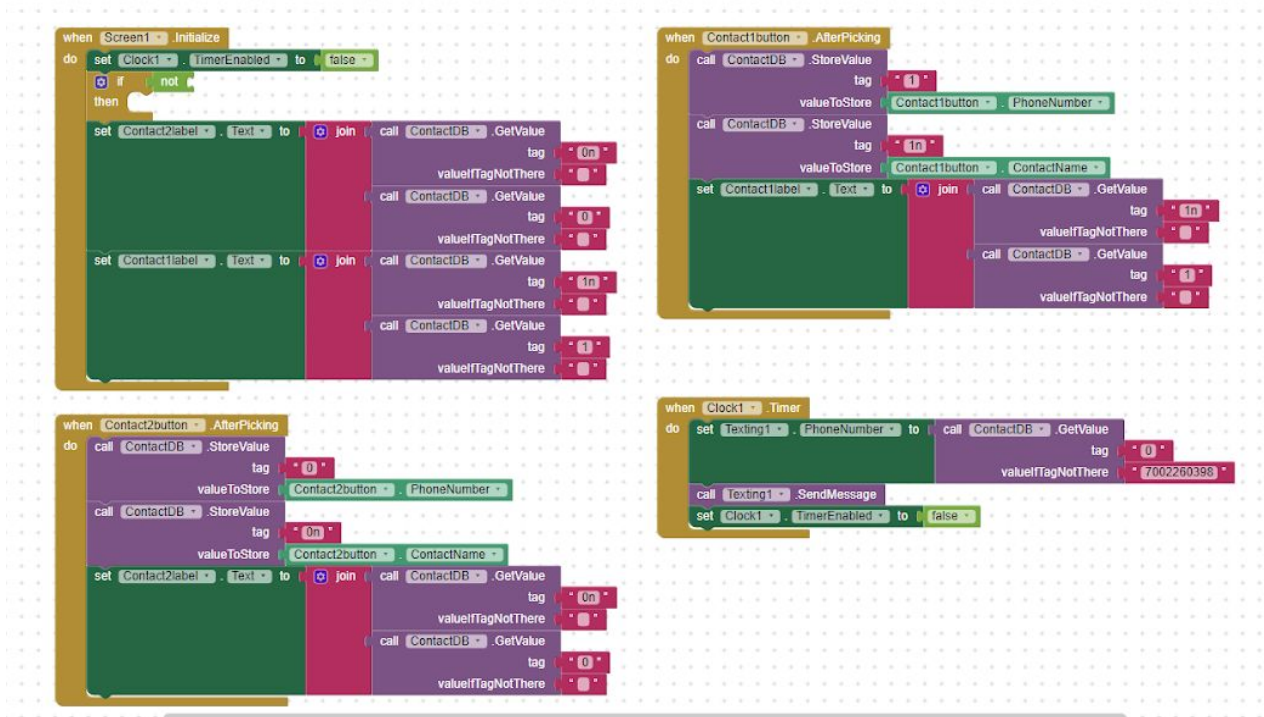 when Screen1 .Initialize
do set Clock1 . TimerEnabled to false
if not
then
set Contact2label . Text to join call ContactDB .GetValue
tag " 0n "
valueIfTagNotThere " "
call ContactDB .GetValue
tag " 0 "
valueIfTagNotThere " "
set Contact1label . Text to join call ContactDB .GetValue
tag " 1n "
valueIfTagNotThere " "
call ContactDB .GetValue
tag " 1 "
valueIfTagNotThere " "
when Contact2button .AfterPicking
do call ContactDB .StoreValue
tag " 0 "
valueToStore Contact2button . PhoneNumber
call ContactDB .StoreValue
tag " 0n "
valueToStore Contact2button . ContactName
set Contact2label . Text to join call ContactDB .GetValue
tag " 0n "
valueIfTagNotThere " "
call ContactDB .GetValue
tag " 0 "
valueIfTagNotThere " "
when Contact1button .AfterPicking
do call ContactDB .StoreValue
tag " 1 "
valueToStore Contact1button . PhoneNumber
call ContactDB .StoreValue
tag " 1n "
valueToStore Contact1button . ContactName
set Contact1label . Text to join call ContactDB .GetValue
tag " 1n "
valueIfTagNotThere " "
call ContactDB .GetValue
tag " 1 "
valueIfTagNotThere " "
when Clock1 .Timer
do set Texting1 . PhoneNumber to call ContactDB .GetValue
tag " 0 "
valueIfTagNotThere " 7002260398 "
call Texting1 .SendMessage
set Clock1 . TimerEnabled to false